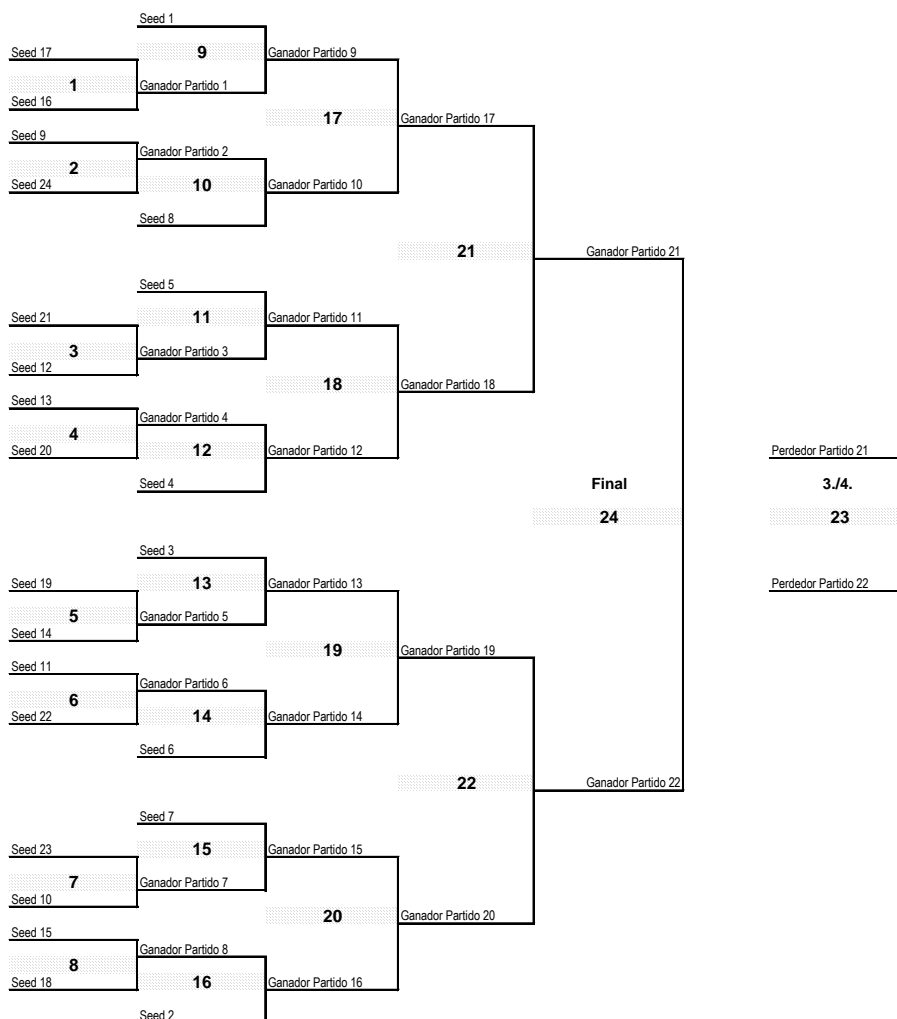 Seed 1
Seed 17
9
Ganador Partido 9
1
Ganador Partido 1
Seed 16
17
Ganador Partido 17
Seed 9
Ganador Partido 2
2
Seed 24
10
Ganador Partido 10
Seed 8
21
Ganador Partido 21
Seed 5
Seed 21
11
Ganador Partido 11
3
Ganador Partido 3
Seed 12
18
Ganador Partido 18
Seed 13
Ganador Partido 4
4
Seed 20
12
Ganador Partido 12
Perdedor Partido 21
Seed 4
Final
3./4.
24
23
Seed 3
Seed 19
13
Ganador Partido 13
Perdedor Partido 22
5
Ganador Partido 5
Seed 14
19
Ganador Partido 19
Seed 11
Ganador Partido 6
6
Seed 22
14
Ganador Partido 14
Seed 6
22
Ganador Partido 22
Seed 7
Seed 23
15
Ganador Partido 15
7
Ganador Partido 7
Seed 10
20
Ganador Partido 20
Seed 15
Ganador Partido 8
8
Seed 18
16
Ganador Partido 16
Seed 2